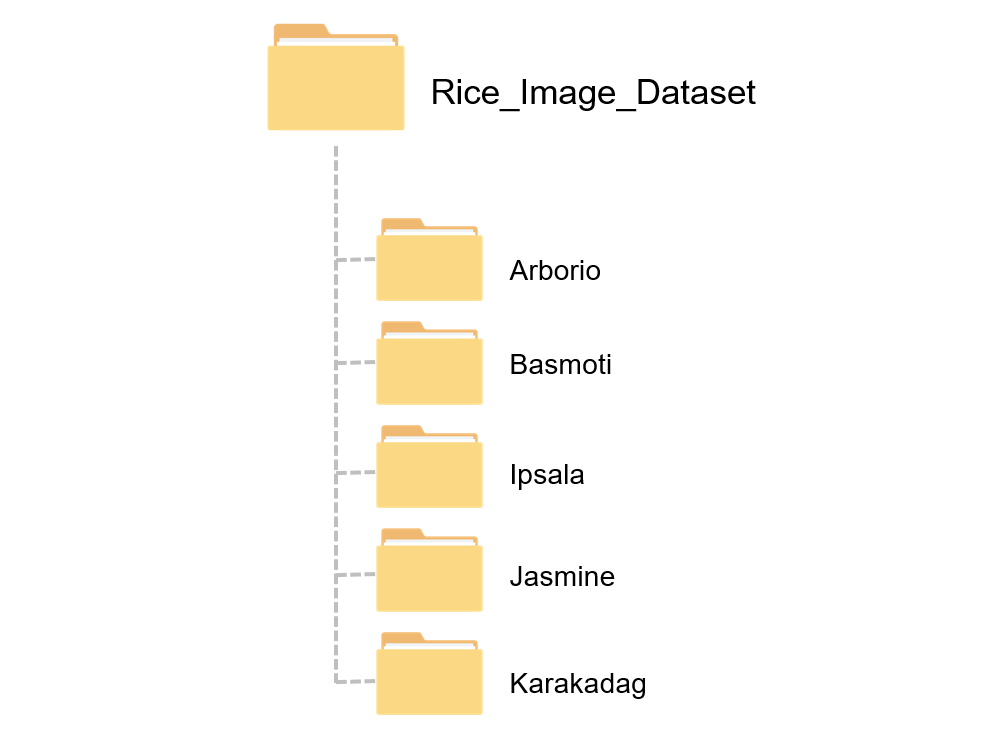 Rice_Image_Dataset
Arborio
Basmoti
Ipsala
Jasmine
Karakadag